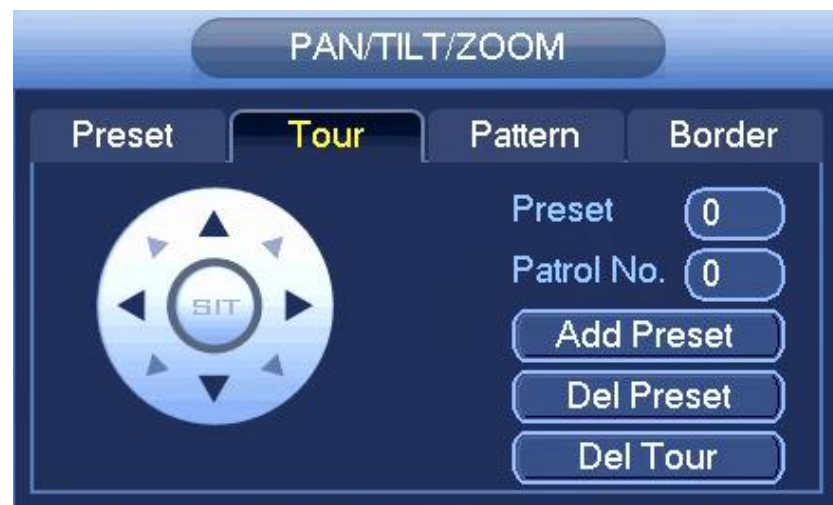 PAN/TILT/ZOOM
Preset Tour Pattern Border
SIT
Preset 0
Patrol No. 0
Add Preset
Del Preset
Del Tour